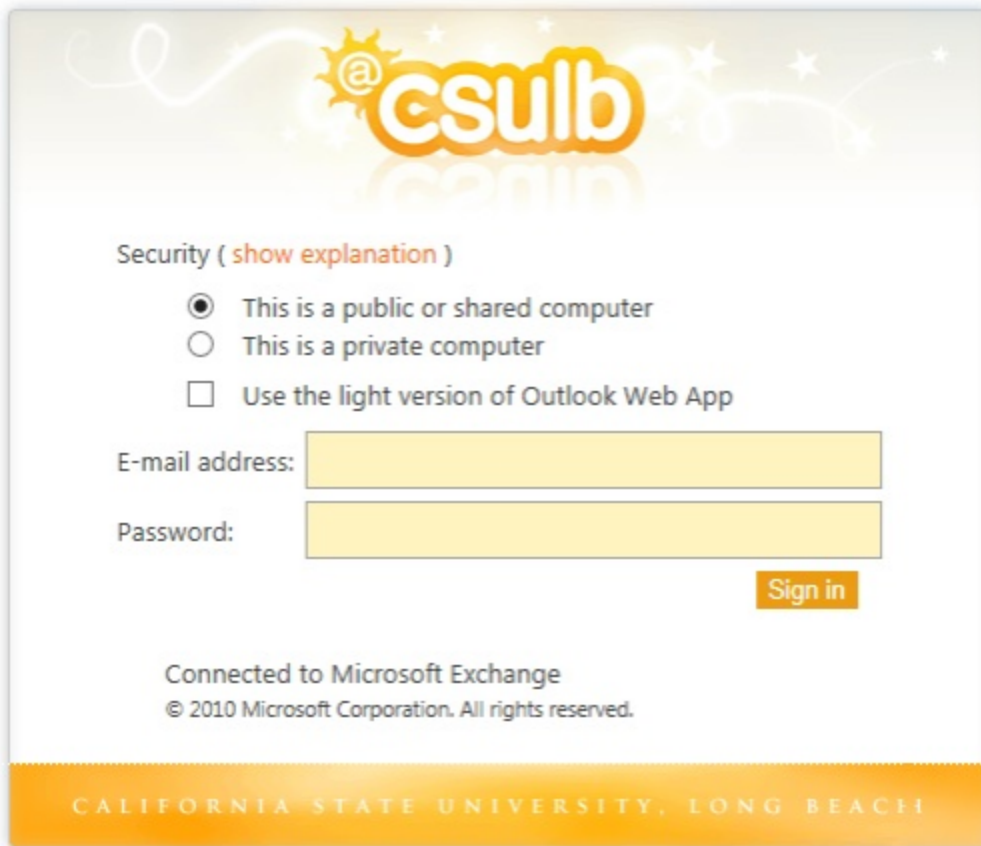 @csulb
Security ( show explanation )
This is a public or shared computer
This is a private computer
Use the light version of Outlook Web App
E-mail address:
Password:
Sign in
Connected to Microsoft Exchange
© 2010 Microsoft Corporation. All rights reserved.
CALIFORNIA STATE UNIVERSITY, LONG BEACH